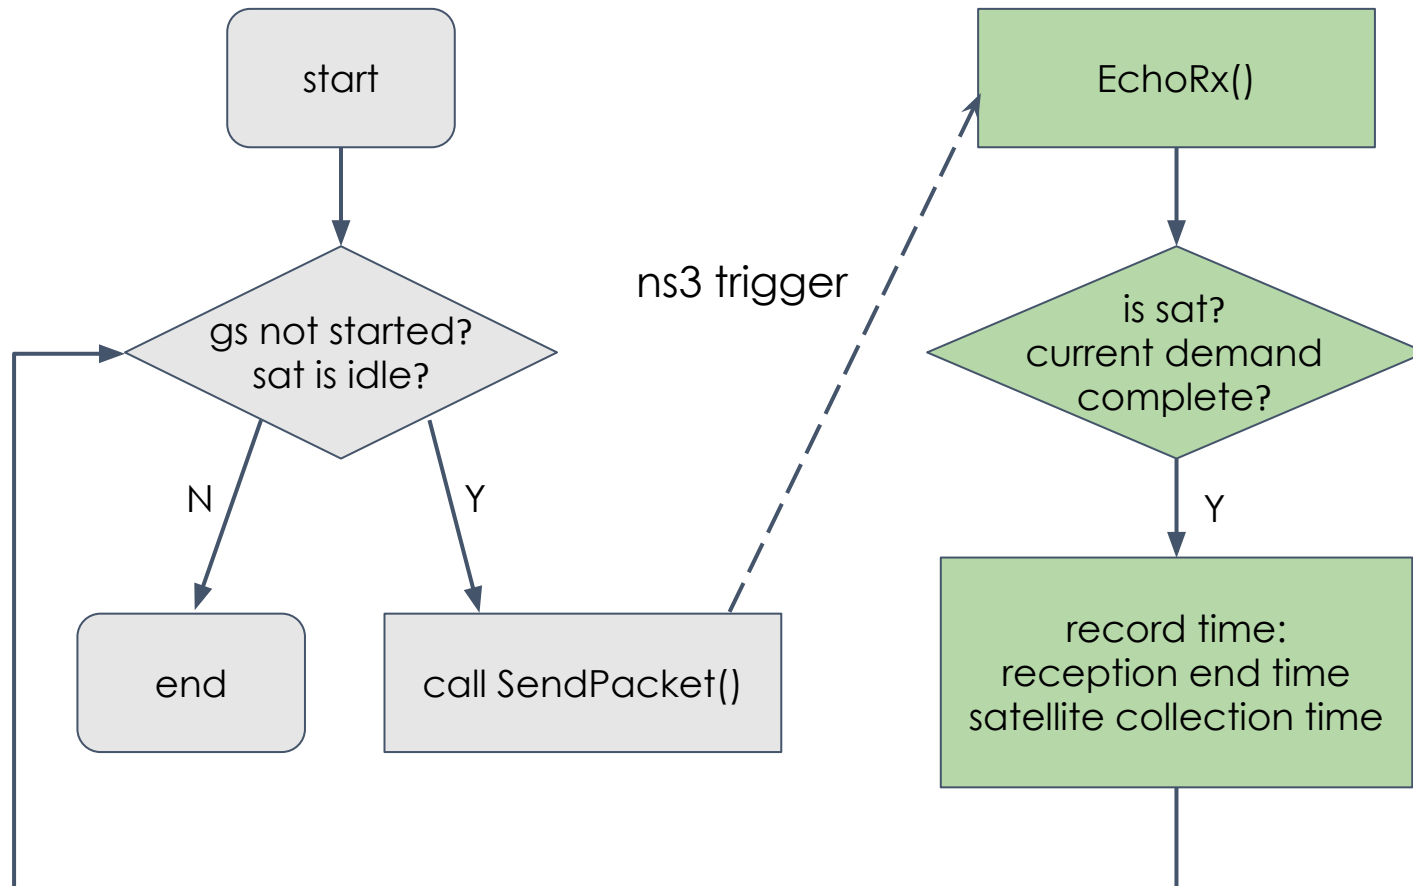 start
EchoRx()
ns3 trigger
gs not started?
sat is idle?
is sat?
current demand
complete?
N
Y
Y
end
call SendPacket()
record time:
reception end time
satellite collection time